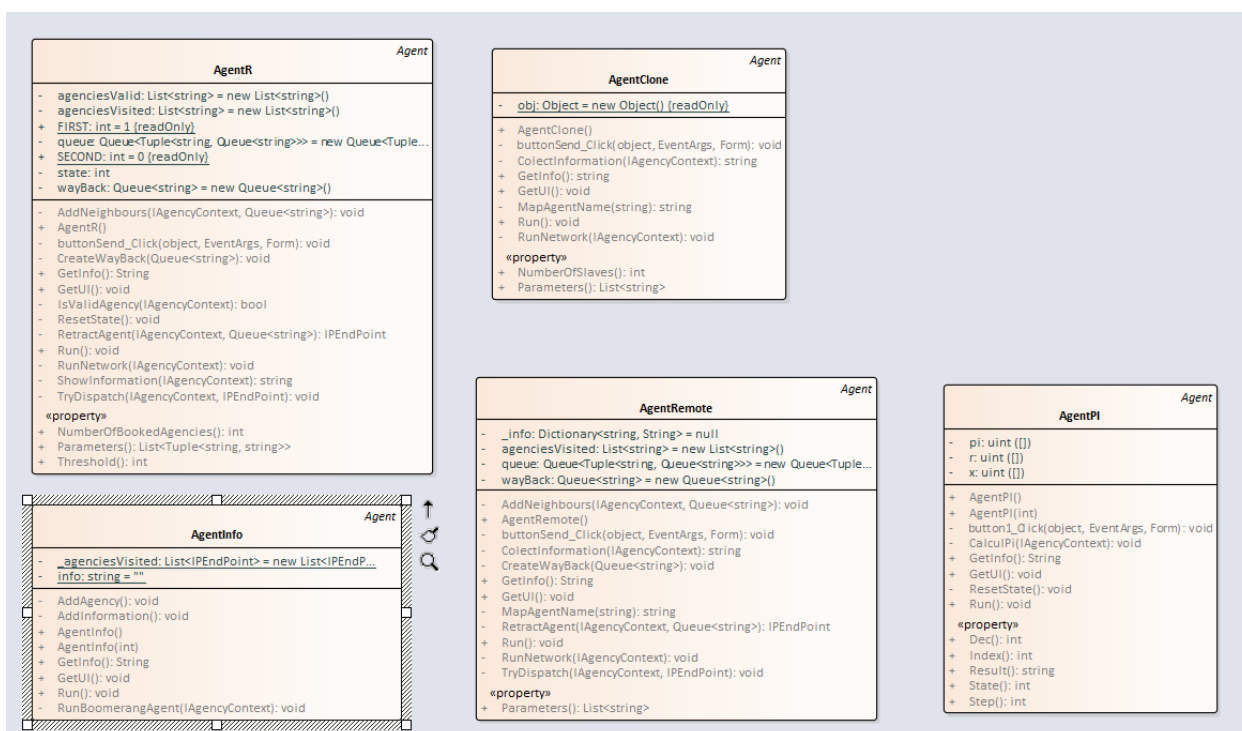 Agent
AgentR
- agenciesValid: List<string> = new List<string>()
- agenciesVisited: List<string> = new List<string>()
+ FIRST: int = 1 {readOnly}
- queue: Queue<Tuple<string, Queue<string>>> = new Queue<Tuple...
+ SECOND: int = 0 {readOnly}
- state: int
- wayBack: Queue<string> = new Queue<string>()
- AddNeighbours(IAgencyContext, Queue<string>): void
+ AgentR()
- buttonSend_Click(object, EventArgs, Form): void
- CreateWayBack(Queue<string>): void
+ GetInfo(): String
+ GetUI(): void
- IsValidAgency(IAgencyContext): bool
- ResetState(): void
- RetractAgent(IAgencyContext, Queue<string>): IPEndPoint
+ Run(): void
- RunNetwork(IAgencyContext): void
- ShowInformation(IAgencyContext): string
- TryDispatch(IAgencyContext, IPEndPoint): void
«property»
+ NumberOfBookedAgencies(): int
+ Parameters(): List<Tuple<string, string>>
+ Threshold(): int
Agent
AgentClone
- obj: Object = new Object() {readOnly}
+ AgentClone()
- buttonSend_Click(object, EventArgs, Form): void
- ColectInformation(IAgencyContext): string
+ GetInfo(): string
+ GetUI(): void
- MapAgentName(string): string
+ Run(): void
- RunNetwork(IAgencyContext): void
«property»
+ NumberOfSlaves(): int
+ Parameters(): List<string>
Agent
AgentInfo
- _agenciesVisited: List<IPEndPoint> = new List<IPEndP...
- info: string = ""
- AddAgency(): void
- AddInformation(): void
+ AgentInfo()
+ AgentInfo(int)
+ GetInfo(): String
+ GetUI(): void
+ Run(): void
- RunBoomerangAgent(IAgencyContext): void
Agent
AgentRemote
- _info: Dictionary<string, String> = null
- agenciesVisited: List<string> = new List<string>()
- queue: Queue<Tuple<string, Queue<string>>> = new Queue<Tuple...
- wayBack: Queue<string> = new Queue<string>()
- AddNeighbours(IAgencyContext, Queue<string>): void
+ AgentRemote()
- buttonSend_Click(object, EventArgs, Form): void
- ColectInformation(IAgencyContext): string
- CreateWayBack(Queue<string>): void
+ GetInfo(): String
+ GetUI(): void
- MapAgentName(string): string
- RetractAgent(IAgencyContext, Queue<string>): IPEndPoint
+ Run(): void
- RunNetwork(IAgencyContext): void
- TryDispatch(IAgencyContext, IPEndPoint): void
«property»
+ Parameters(): List<string>
Agent
AgentPI
- pi: uint ([])
- r: uint ([])
- x: uint ([])
+ AgentPI()
+ AgentPI(int)
- button1_Click(object, EventArgs, Form): void
- CalculPi(IAgencyContext): void
+ GetInfo(): String
+ GetUI(): void
- ResetState(): void
+ Run(): void
«property»
+ Dec(): int
+ Index(): int
+ Result(): string
+ State(): int
+ Step(): int